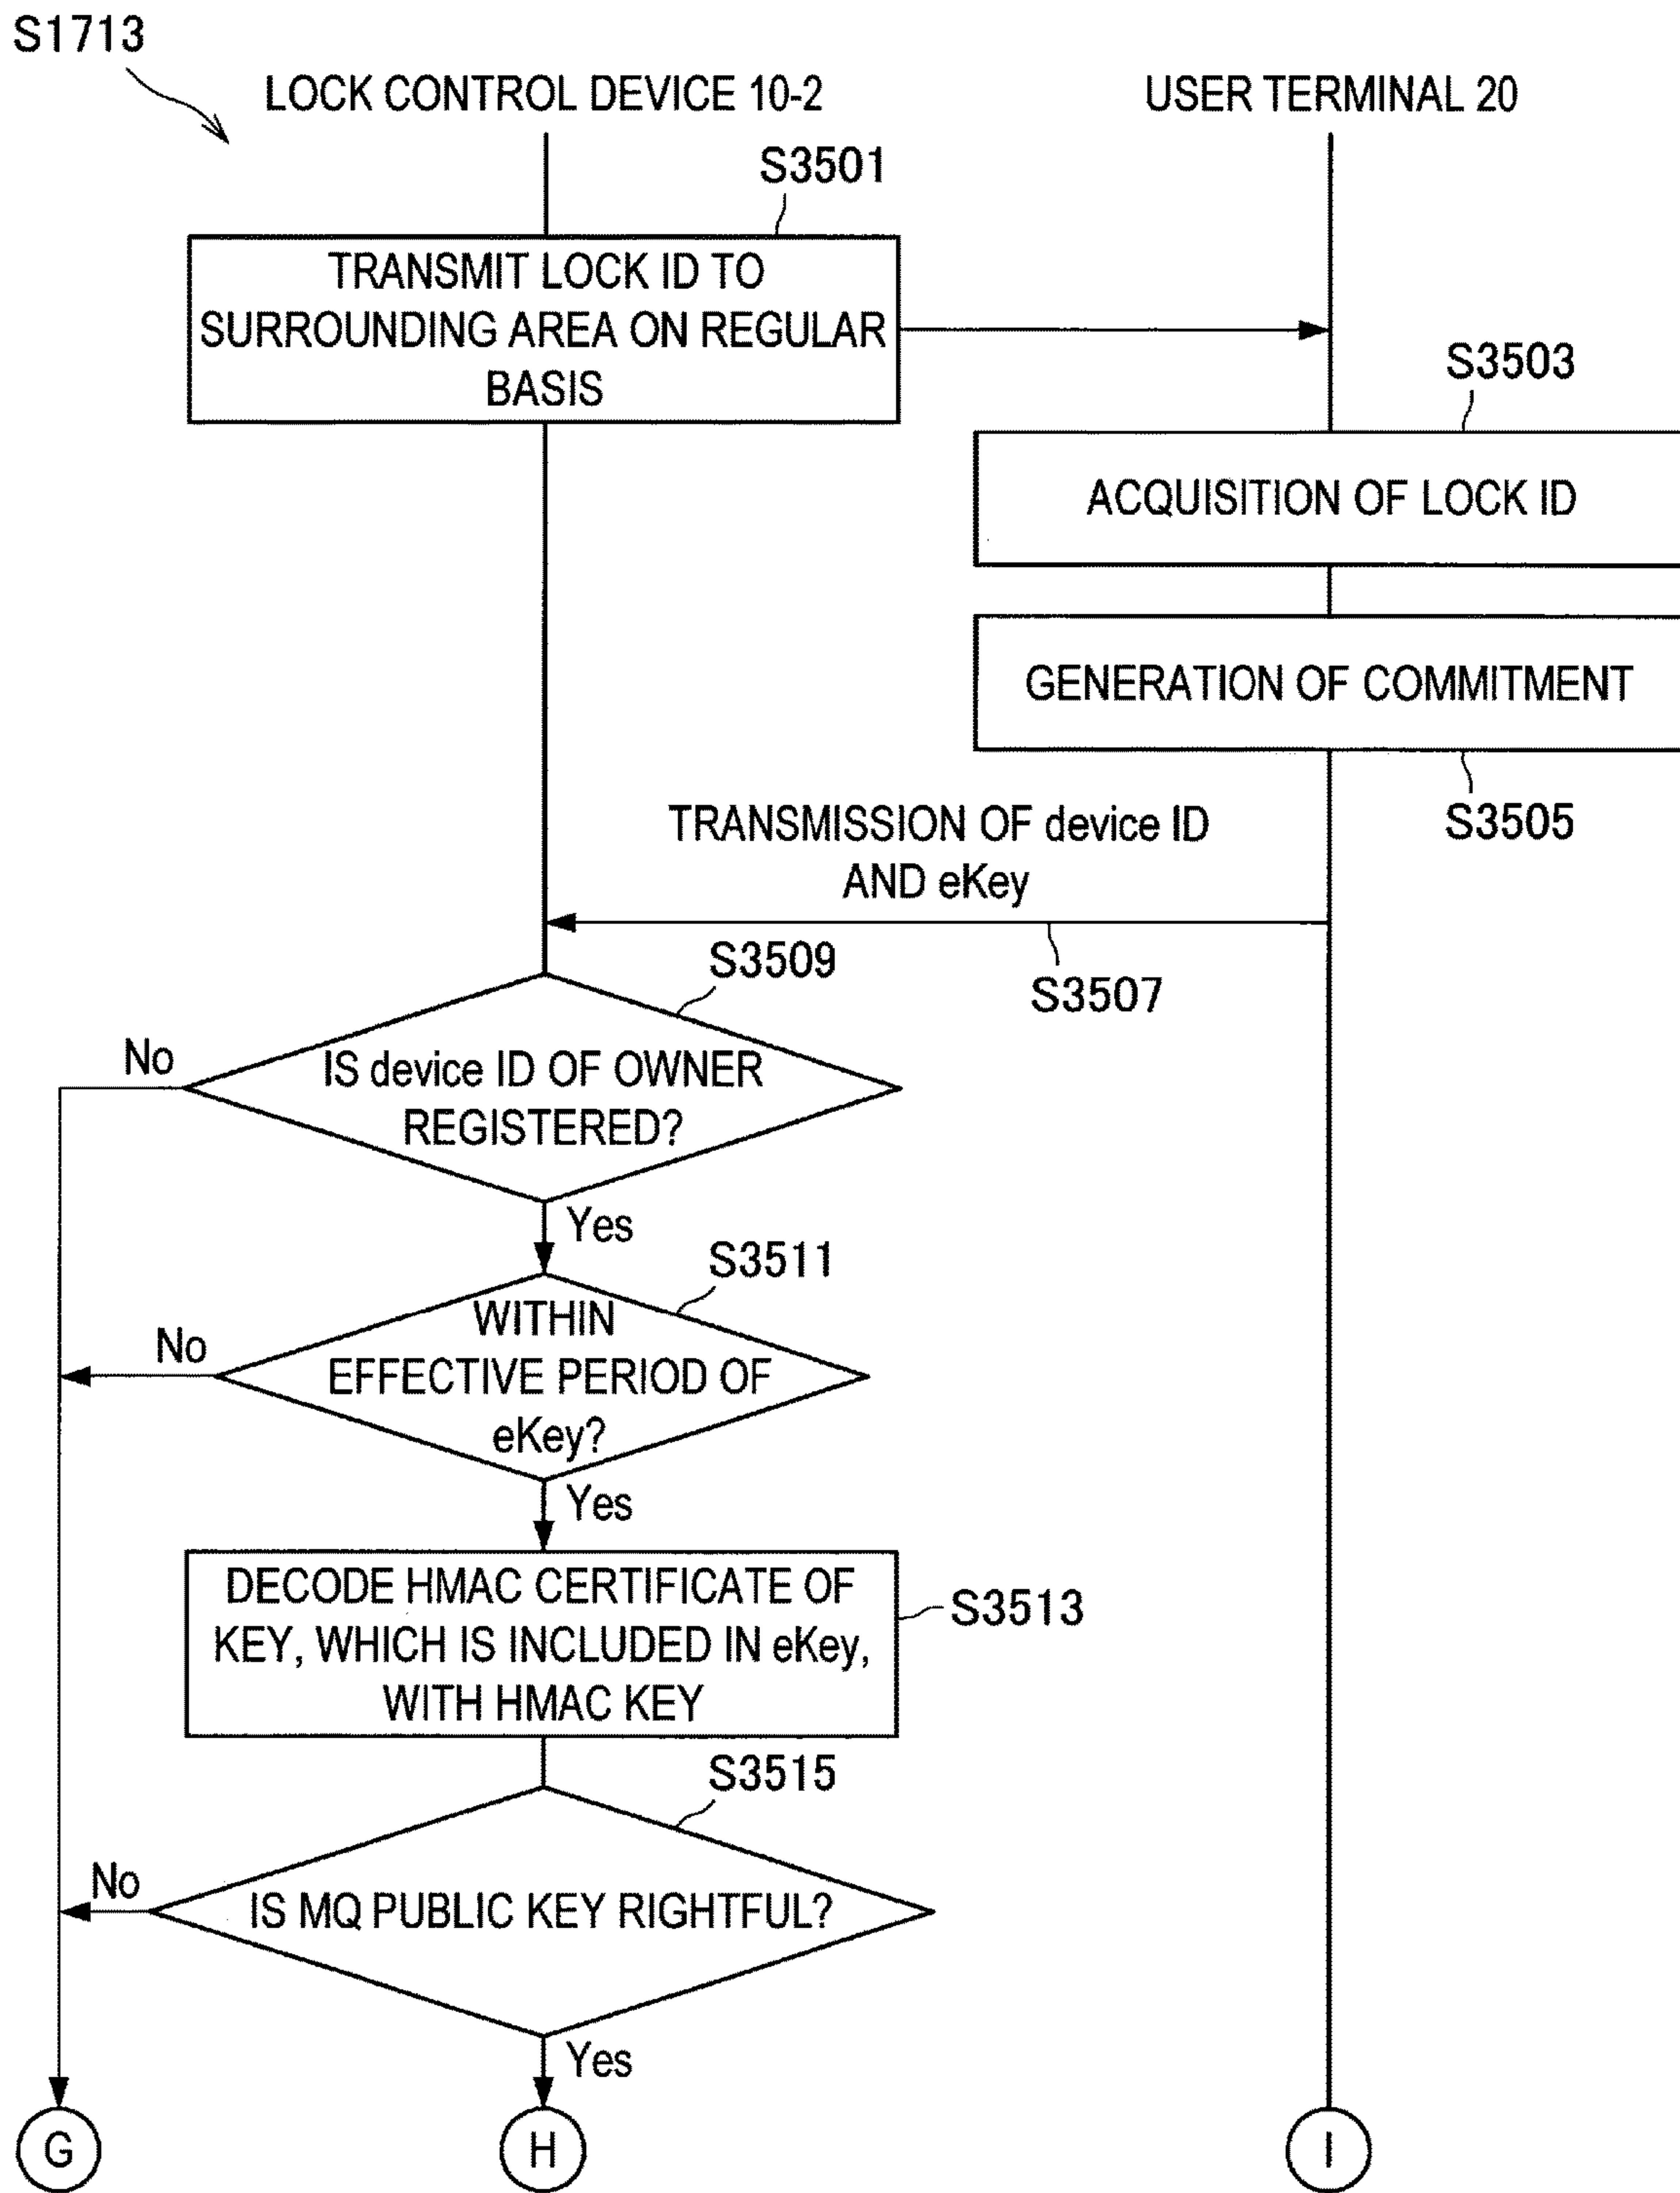 S1713
LOCK CONTROL DEVICE 10-2
USER TERMINAL 20
S3501
TRANSMIT LOCK ID TO
SURROUNDING AREA ON REGULAR
BASIS
S3503
ACQUISITION OF LOCK ID
GENERATION OF COMMITMENT
S3505
TRANSMISSION OF device ID
AND eKey
S3507
S3509
No
IS device ID OF OWNER
REGISTERED?
Yes
S3511
No
WITHIN
EFFECTIVE PERIOD OF
eKey?
Yes
DECODE HMAC CERTIFICATE OF
KEY, WHICH IS INCLUDED IN eKey,
WITH HMAC KEY
S3513
S3515
No
IS MQ PUBLIC KEY RIGHTFUL?
Yes
G
H
I